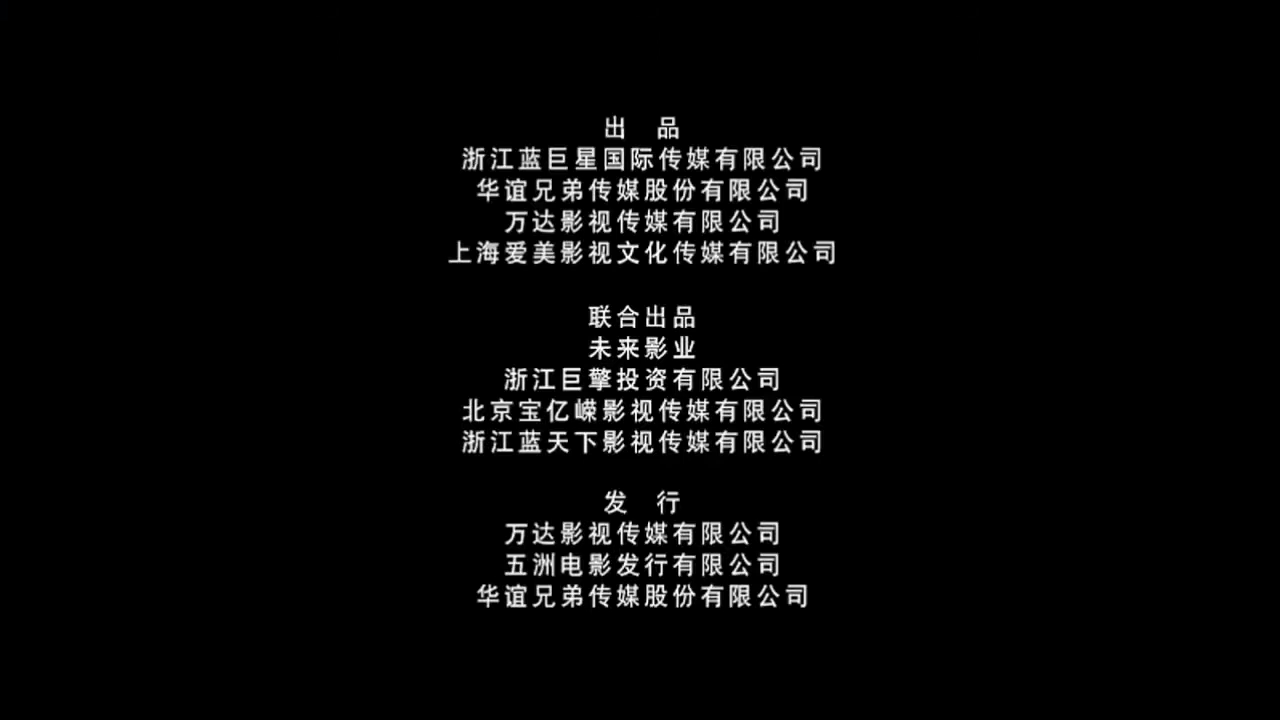 出　品
浙江蓝巨星国际传媒有限公司
华谊兄弟传媒股份有限公司
万达影视传媒有限公司
上海爱美影视文化传媒有限公司
联合出品
未来影业
浙江巨擎投资有限公司
北京宝亿嵘影视传媒有限公司
浙江蓝天下影视传媒有限公司
发　行
万达影视传媒有限公司
五洲电影发行有限公司
华谊兄弟传媒股份有限公司